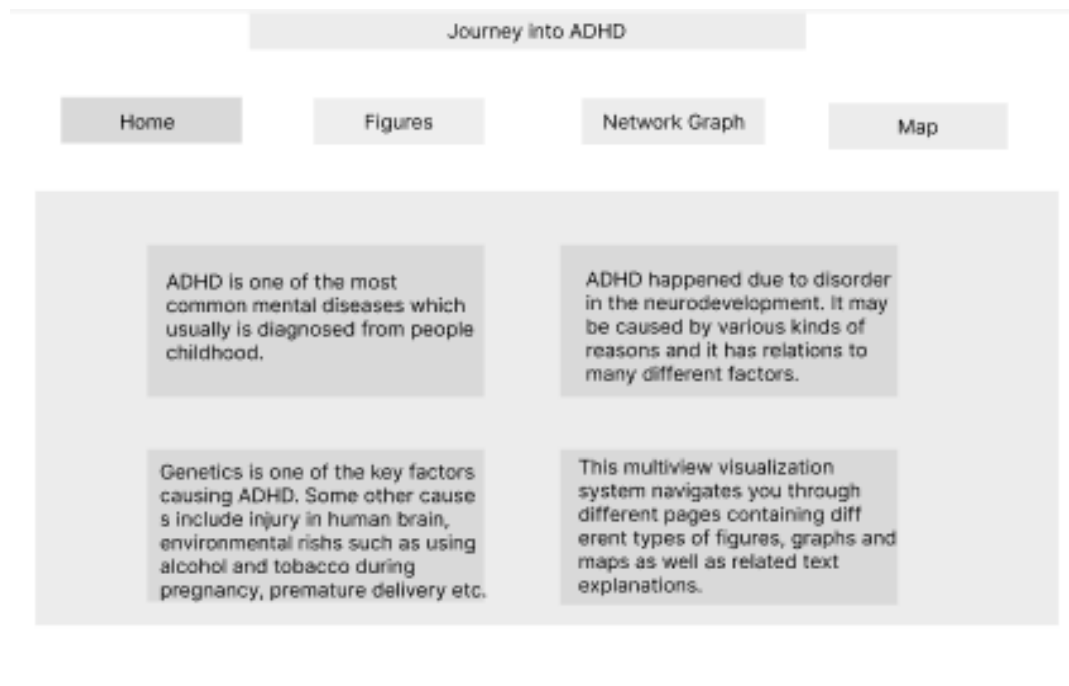 Journey into ADHD
Home
Figures
Network Graph
Map
ADHD is one of the most
common mental diseases which
usually is diagnosed from people
childhood.
ADHD happened due to disorder
in the neurodevelopment. It may
be caused by various kinds of
reasons and it has relations to
many different factors.
Genetics is one of the key factors
causing ADHD. Some other cause
s include injury in human brain,
environmental rishs such as using
alcohol and tobacco during
pregnancy, premature delivery etc.
This multiview visualization
system navigates you through
different pages containing diff
erent types of figures, graphs and
maps as well as related text
explanations.